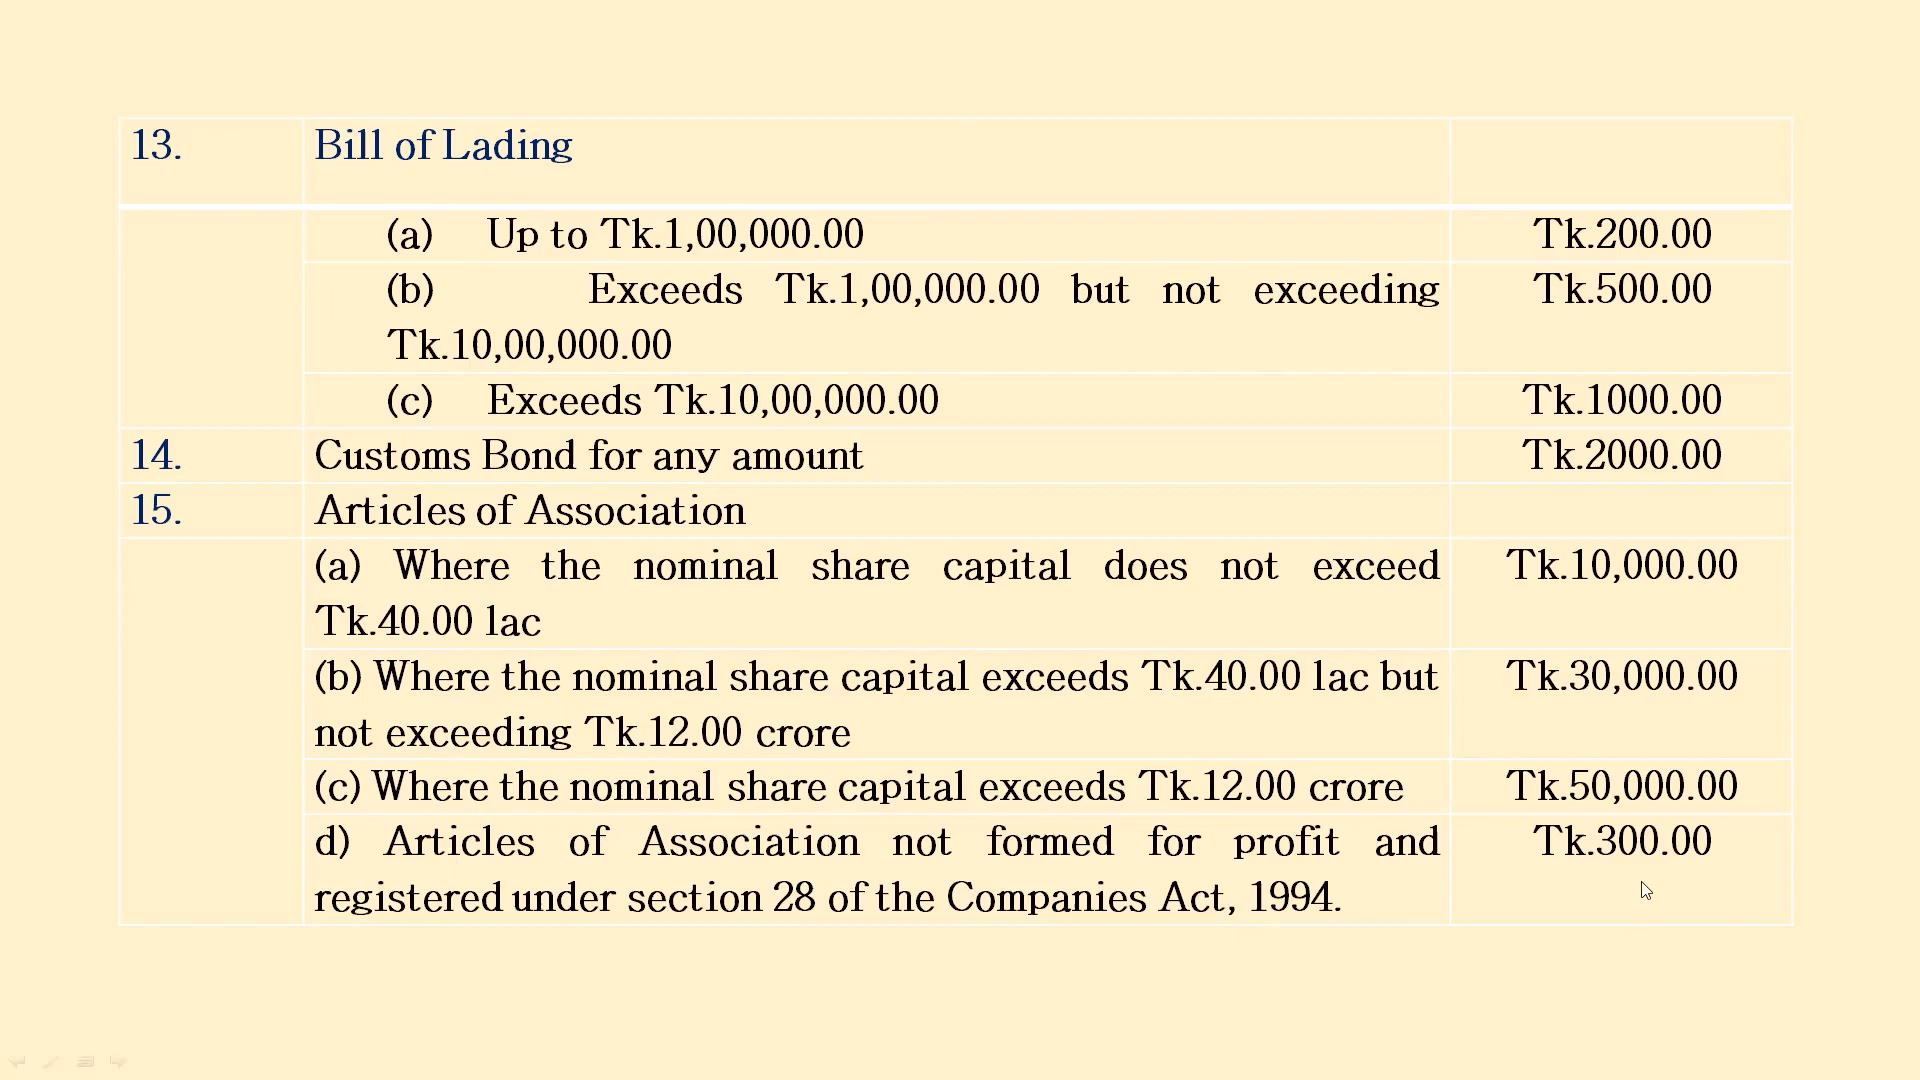 13. Bill of Lading
(a) Up to Tk.1,00,000.00 Tk.200.00
(b) Exceeds Tk.1,00,000.00 but not exceeding Tk.500.00
Tk.10,00,000.00
(c) Exceeds Tk.10,00,000.00 Tk.1000.00
14. Customs Bond for any amount Tk.2000.00
15. Articles of Association
(a) Where the nominal share capital does not exceed Tk.10,000.00
Tk.40.00 lac
(b) Where the nominal share capital exceeds Tk.40.00 lac but Tk.30,000.00
not exceeding Tk.12.00 crore
(c) Where the nominal share capital exceeds Tk.12.00 crore Tk.50,000.00
d) Articles of Association not formed for profit and Tk.300.00
registered under section 28 of the Companies Act, 1994.